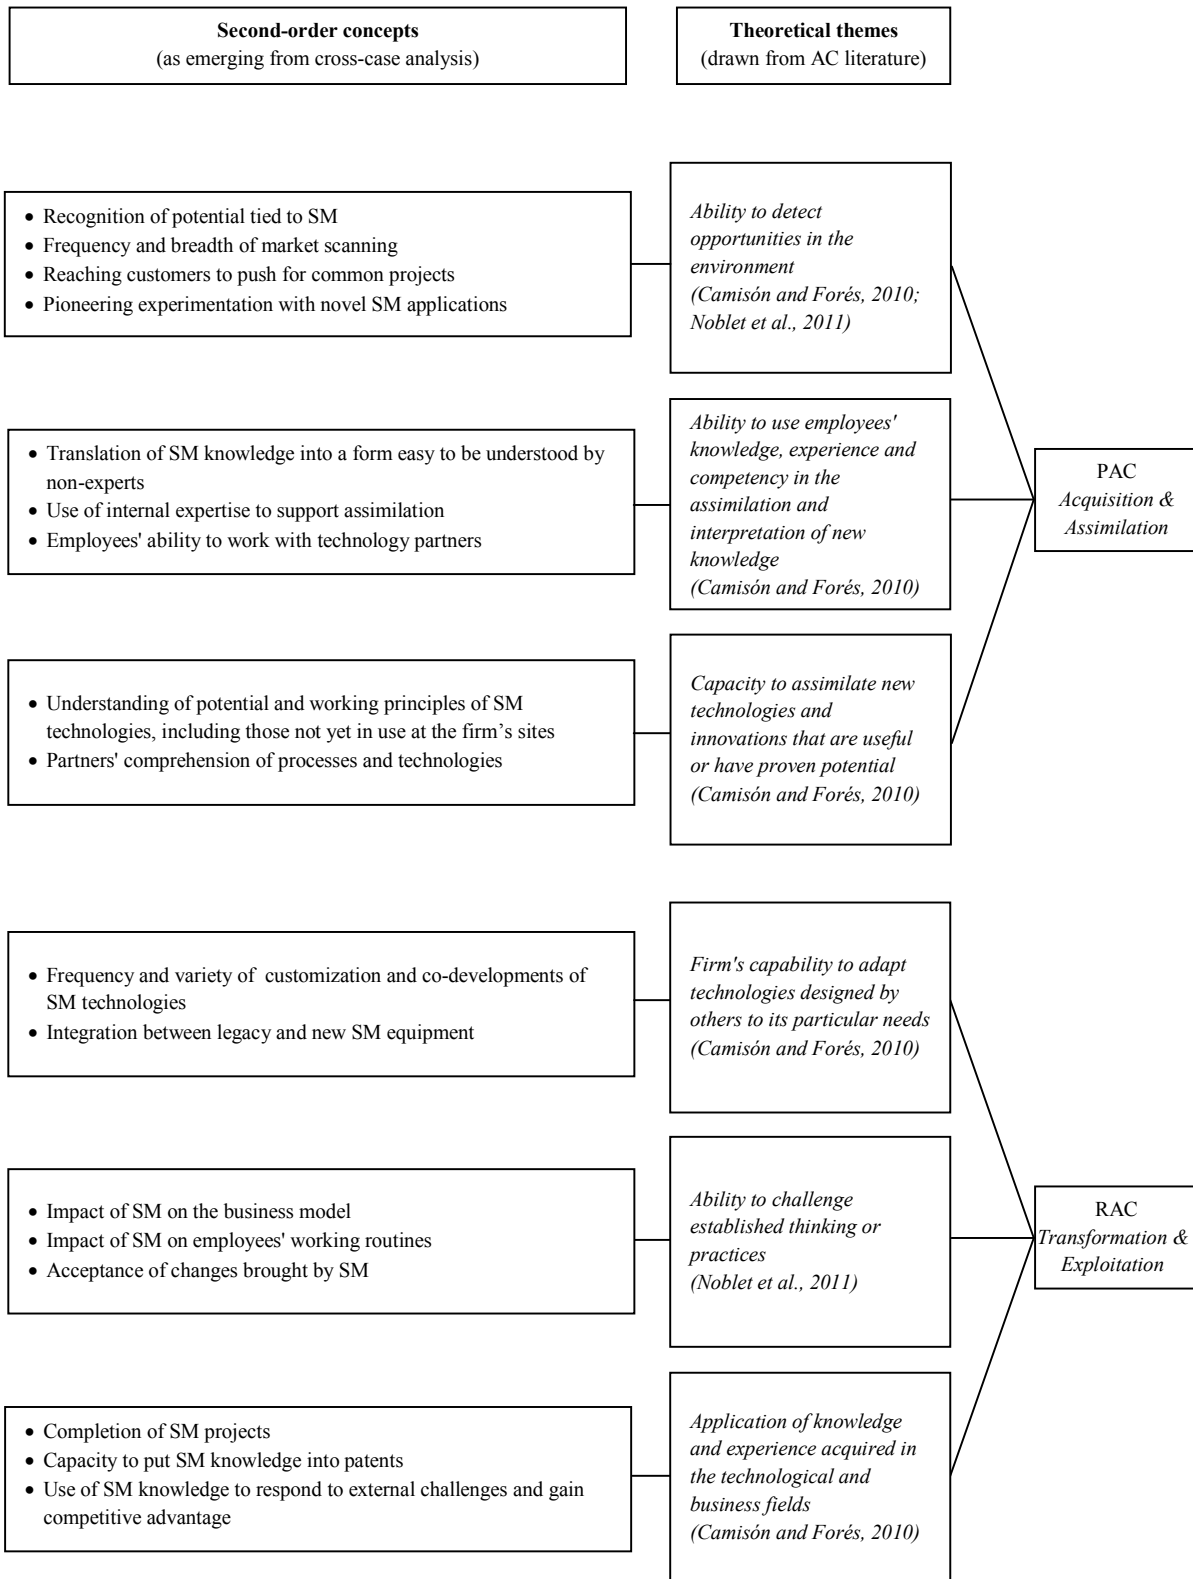 Second-order concepts
(as emerging from cross-case analysis)
Theoretical themes
(drawn from AC literature)
• Recognition of potential tied to SM
• Frequency and breadth of market scanning
• Reaching customers to push for common projects
• Pioneering experimentation with novel SM applications
Ability to detect
opportunities in the
environment
(Camisón and Forés, 2010;
Noblet et al., 2011)
• Translation of SM knowledge into a form easy to be understood by
non-experts
• Use of internal expertise to support assimilation
• Employees' ability to work with technology partners
Ability to use employees'
knowledge, experience and
competency in the
assimilation and
interpretation of new
knowledge
(Camisón and Forés, 2010)
PAC
Acquisition &
Assimilation
• Understanding of potential and working principles of SM
technologies, including those not yet in use at the firm’s sites
• Partners' comprehension of processes and technologies
Capacity to assimilate new
technologies and
innovations that are useful
or have proven potential
(Camisón and Forés, 2010)
• Frequency and variety of customization and co-developments of
SM technologies
• Integration between legacy and new SM equipment
Firm's capability to adapt
technologies designed by
others to its particular needs
(Camisón and Forés, 2010)
• Impact of SM on the business model
• Impact of SM on employees' working routines
• Acceptance of changes brought by SM
Ability to challenge
established thinking or
practices
(Noblet et al., 2011)
RAC
Transformation &
Exploitation
• Completion of SM projects
• Capacity to put SM knowledge into patents
• Use of SM knowledge to respond to external challenges and gain
competitive advantage
Application of knowledge
and experience acquired in
the technological and
business fields
(Camisón and Forés, 2010)